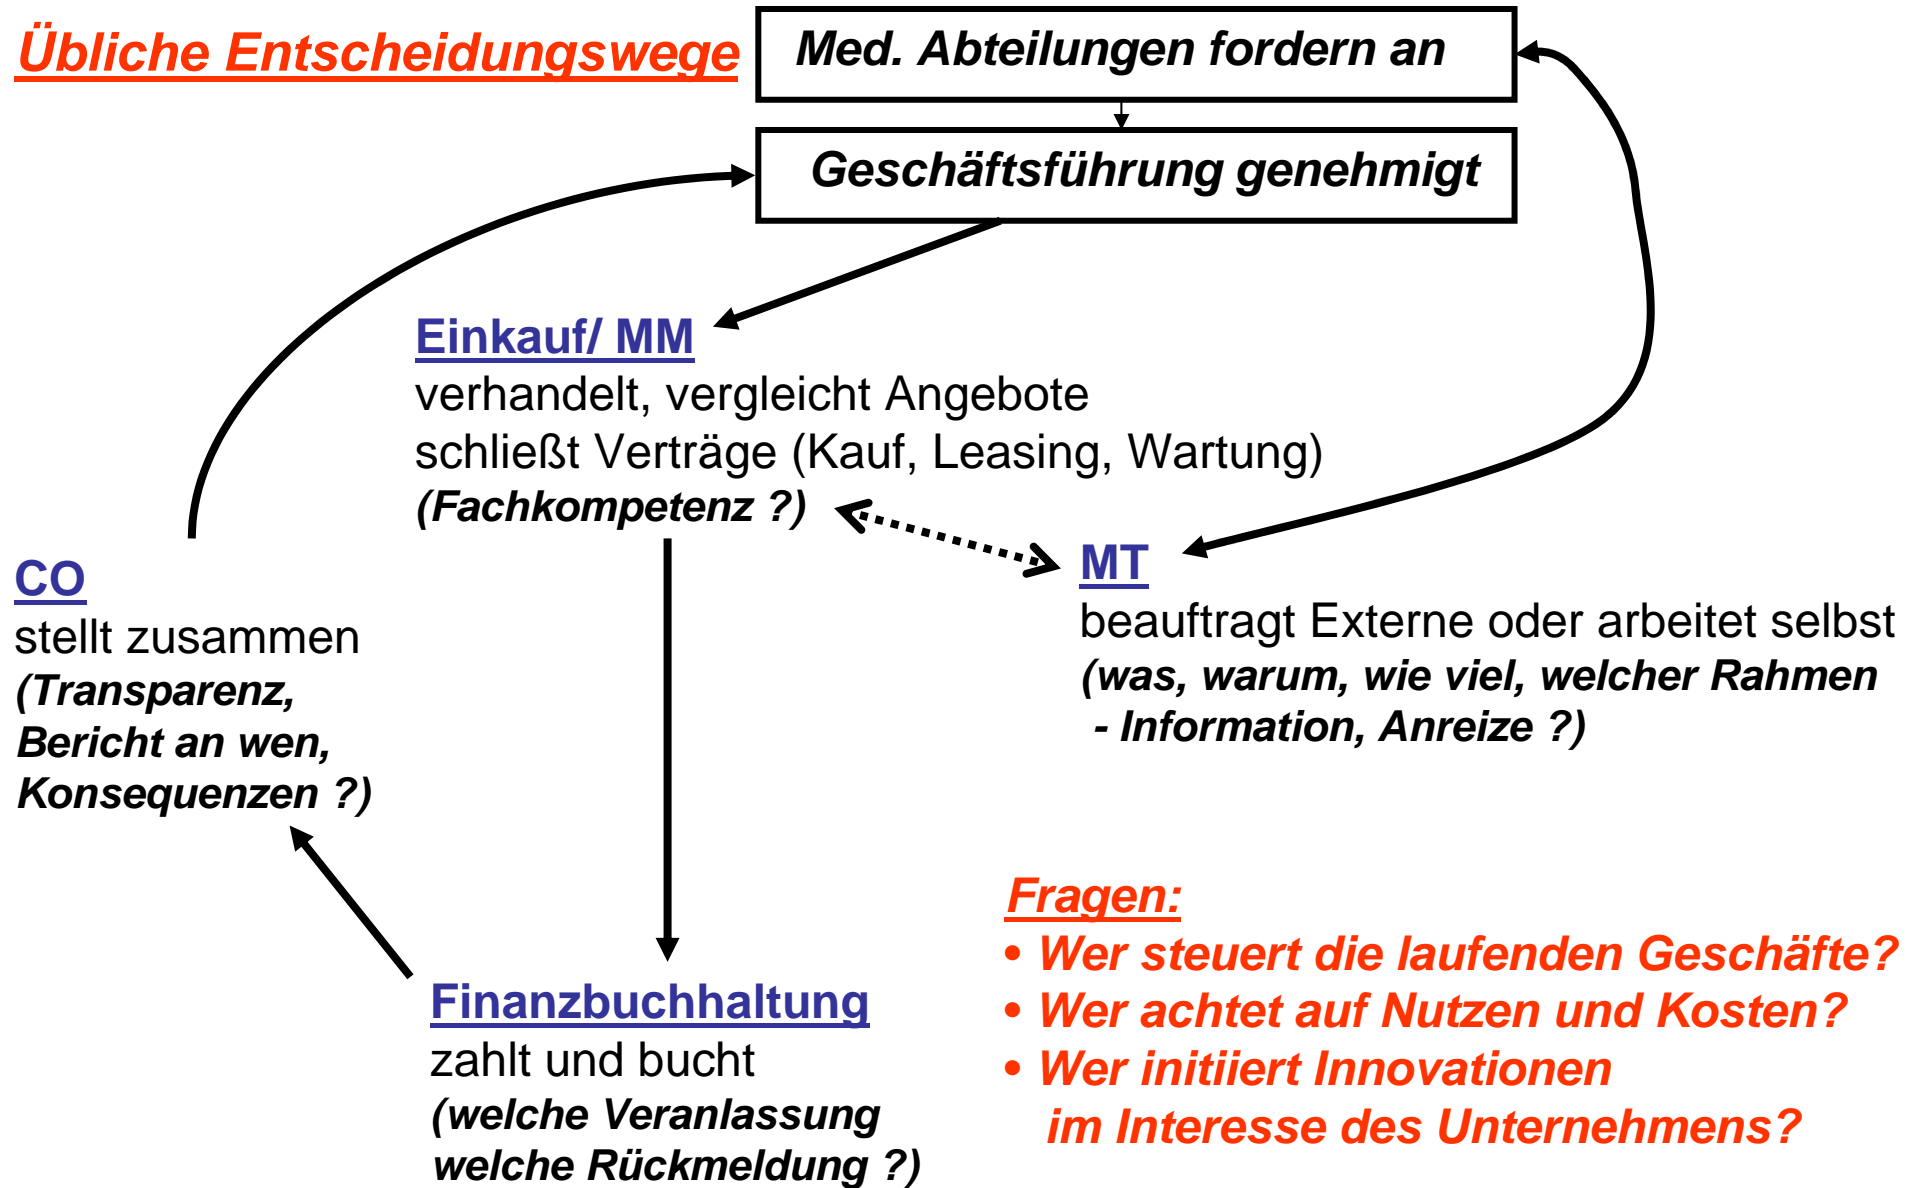 Übliche Entscheidungswege
Med. Abteilungen fordern an
Geschäftsführung genehmigt
Einkauf/ MM
verhandelt, vergleicht Angebote
schließt Verträge (Kauf, Leasing, Wartung)
(Fachkompetenz ?)
CO
stellt zusammen
(Transparenz,
Bericht an wen,
Konsequenzen ?)
MT
beauftragt Externe oder arbeitet selbst
(was, warum, wie viel, welcher Rahmen
- Information, Anreize ?)
Finanzbuchhaltung
zahlt und bucht
(welche Veranlassung
welche Rückmeldung ?)
Fragen:
• Wer steuert die laufenden Geschäfte?
• Wer achtet auf Nutzen und Kosten?
• Wer initiiert Innovationen
im Interesse des Unternehmens?